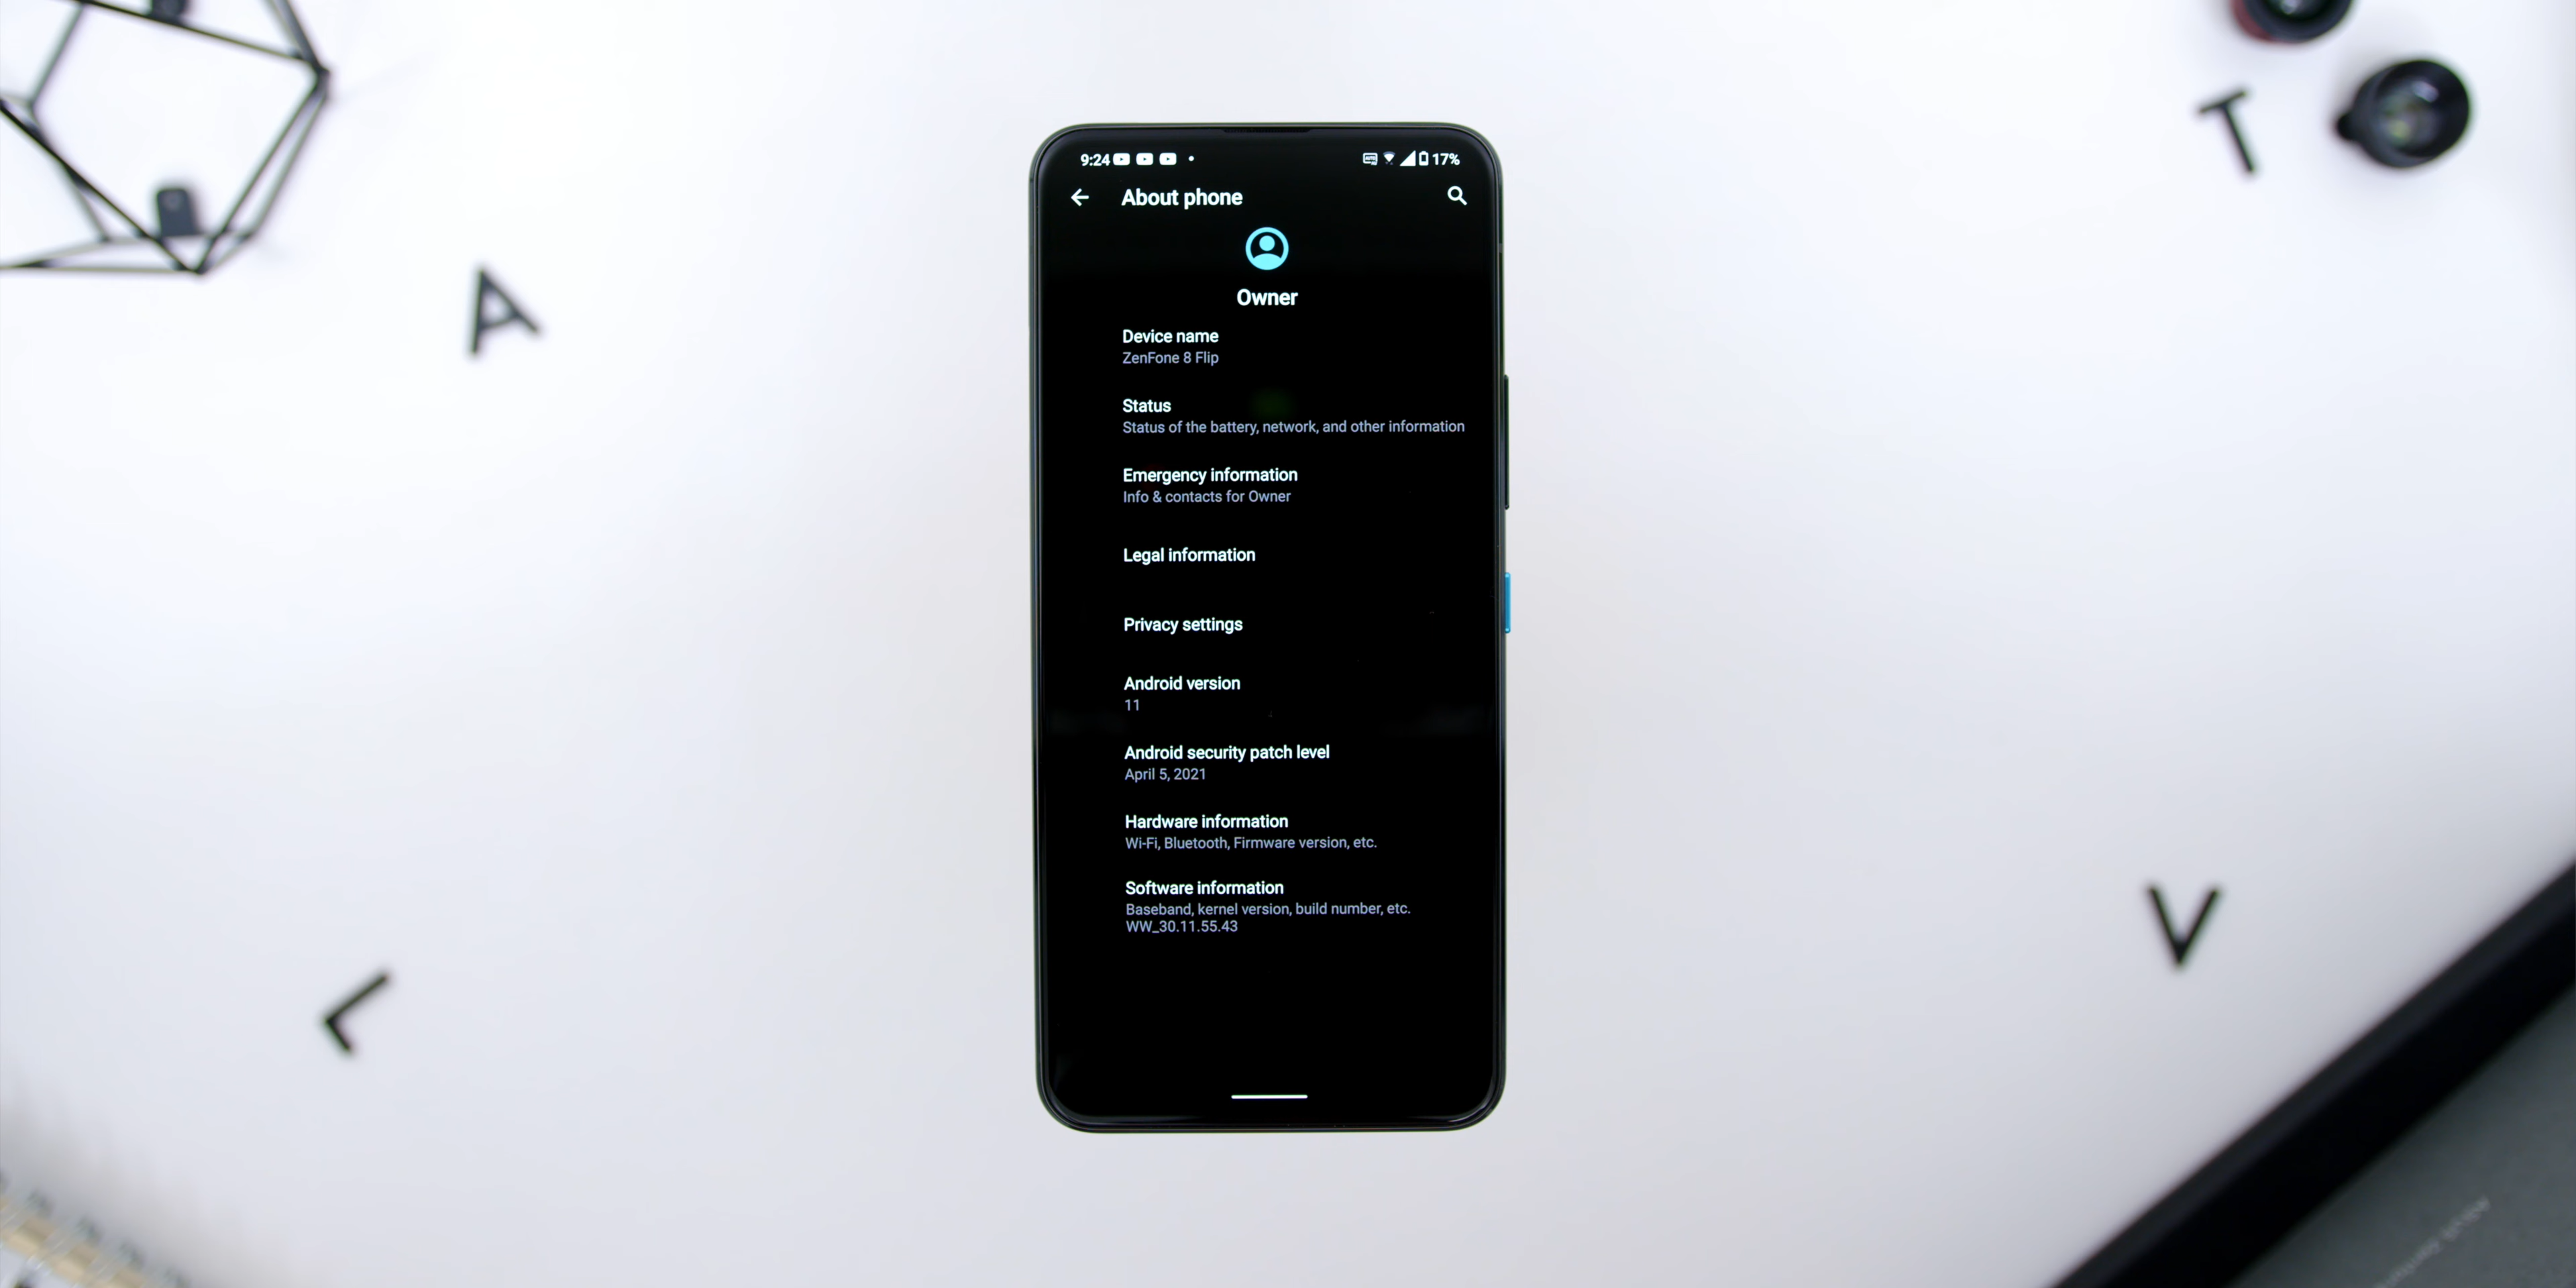 9:24 17%
About phone
Owner
Device name
ZenFone 8 Flip
Status
Status of the battery, network, and other information
Emergency information
Info & contacts for Owner
Legal information
Privacy settings
Android version
11
Android security patch level
April 5, 2021
Hardware information
Wi-Fi, Bluetooth, Firmware version, etc.
Software information
Baseband, kernel version, build number, etc.
WW_30.11.55.43
A
T
L
V